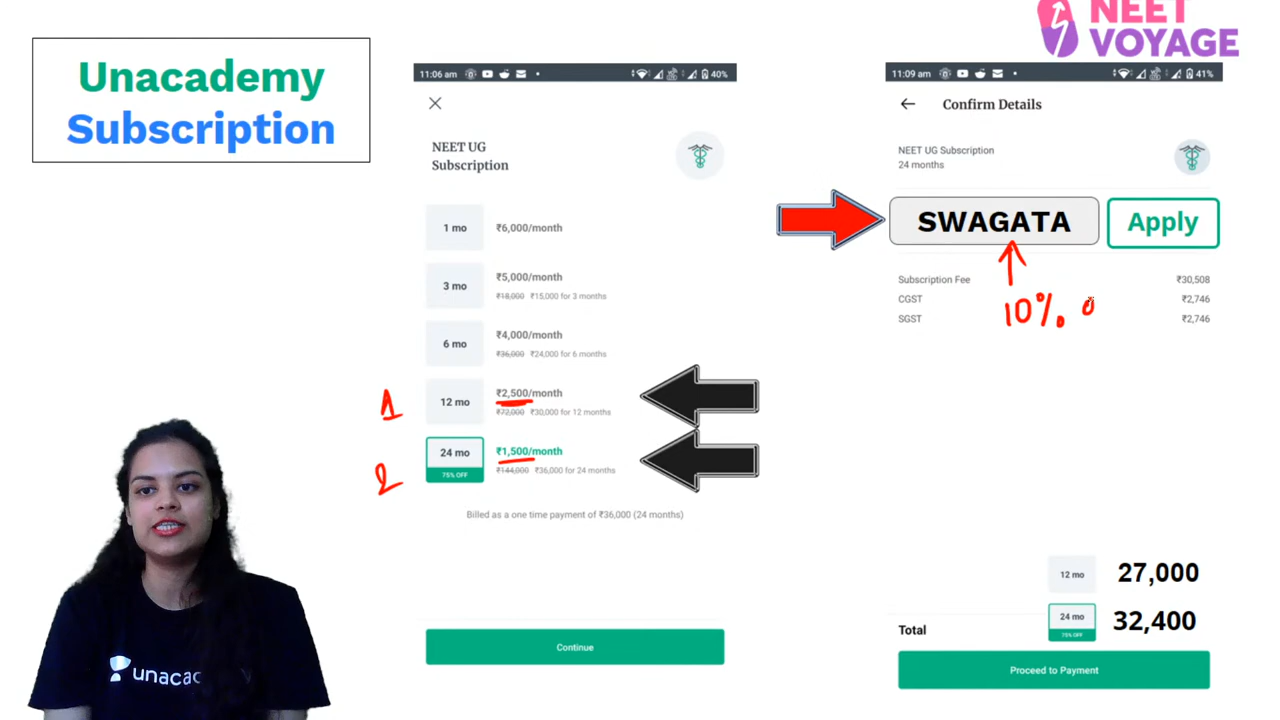 Unacademy
Subscription
NEET
VOYAGE
11:06 am
40%
NEET UG
Subscription
1 mo
₹6,000/month
3 mo
₹5,000/month
₹18,000 ₹15,000 for 3 months
6 mo
₹4,000/month
₹36,000 ₹24,000 for 6 months
1
12 mo
₹2,500/month
₹72,000 ₹30,000 for 12 months
2
24 mo
75% OFF
₹1,500/month
₹144,000 ₹36,000 for 24 months
Billed as a one time payment of ₹36,000 (24 months)
Continue
11:09 am
41%
Confirm Details
NEET UG Subscription
24 months
SWAGATA
Apply
Subscription Fee ₹30,508
CGST ₹2,746
SGST ₹2,746
10% o
12 mo 27,000
Total
24 mo 32,400
75% OFF
Proceed to Payment
unacad